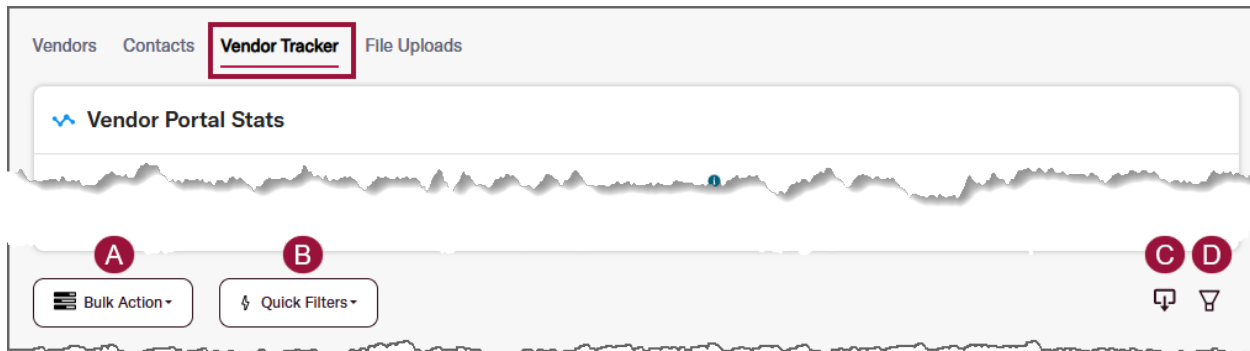 Vendors Contacts Vendor Tracker File Uploads
Vendor Portal Stats
A B C D
Bulk Action Quick Filters